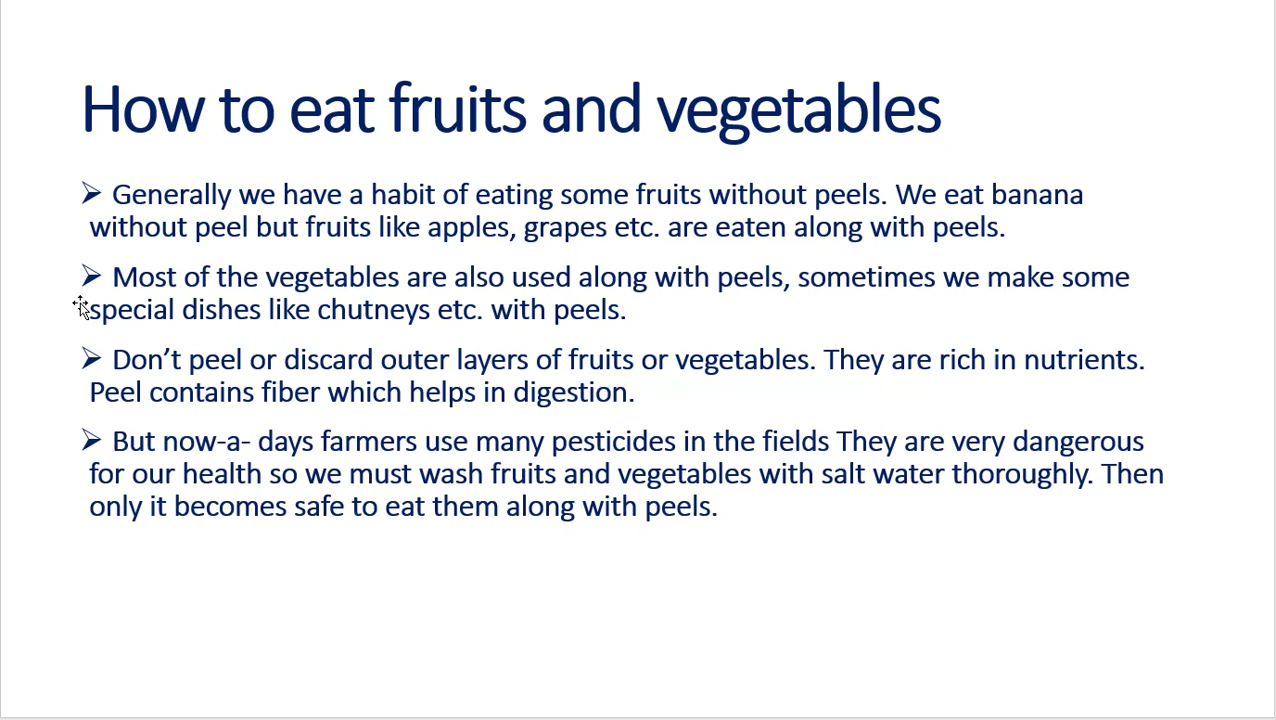 How to eat fruits and vegetables
➢ Generally we have a habit of eating some fruits without peels. We eat banana
without peel but fruits like apples, grapes etc. are eaten along with peels.
➢ Most of the vegetables are also used along with peels, sometimes we make some
special dishes like chutneys etc. with peels.
➢ Don’t peel or discard outer layers of fruits or vegetables. They are rich in nutrients.
Peel contains fiber which helps in digestion.
➢ But now-a- days farmers use many pesticides in the fields They are very dangerous
for our health so we must wash fruits and vegetables with salt water thoroughly. Then
only it becomes safe to eat them along with peels.